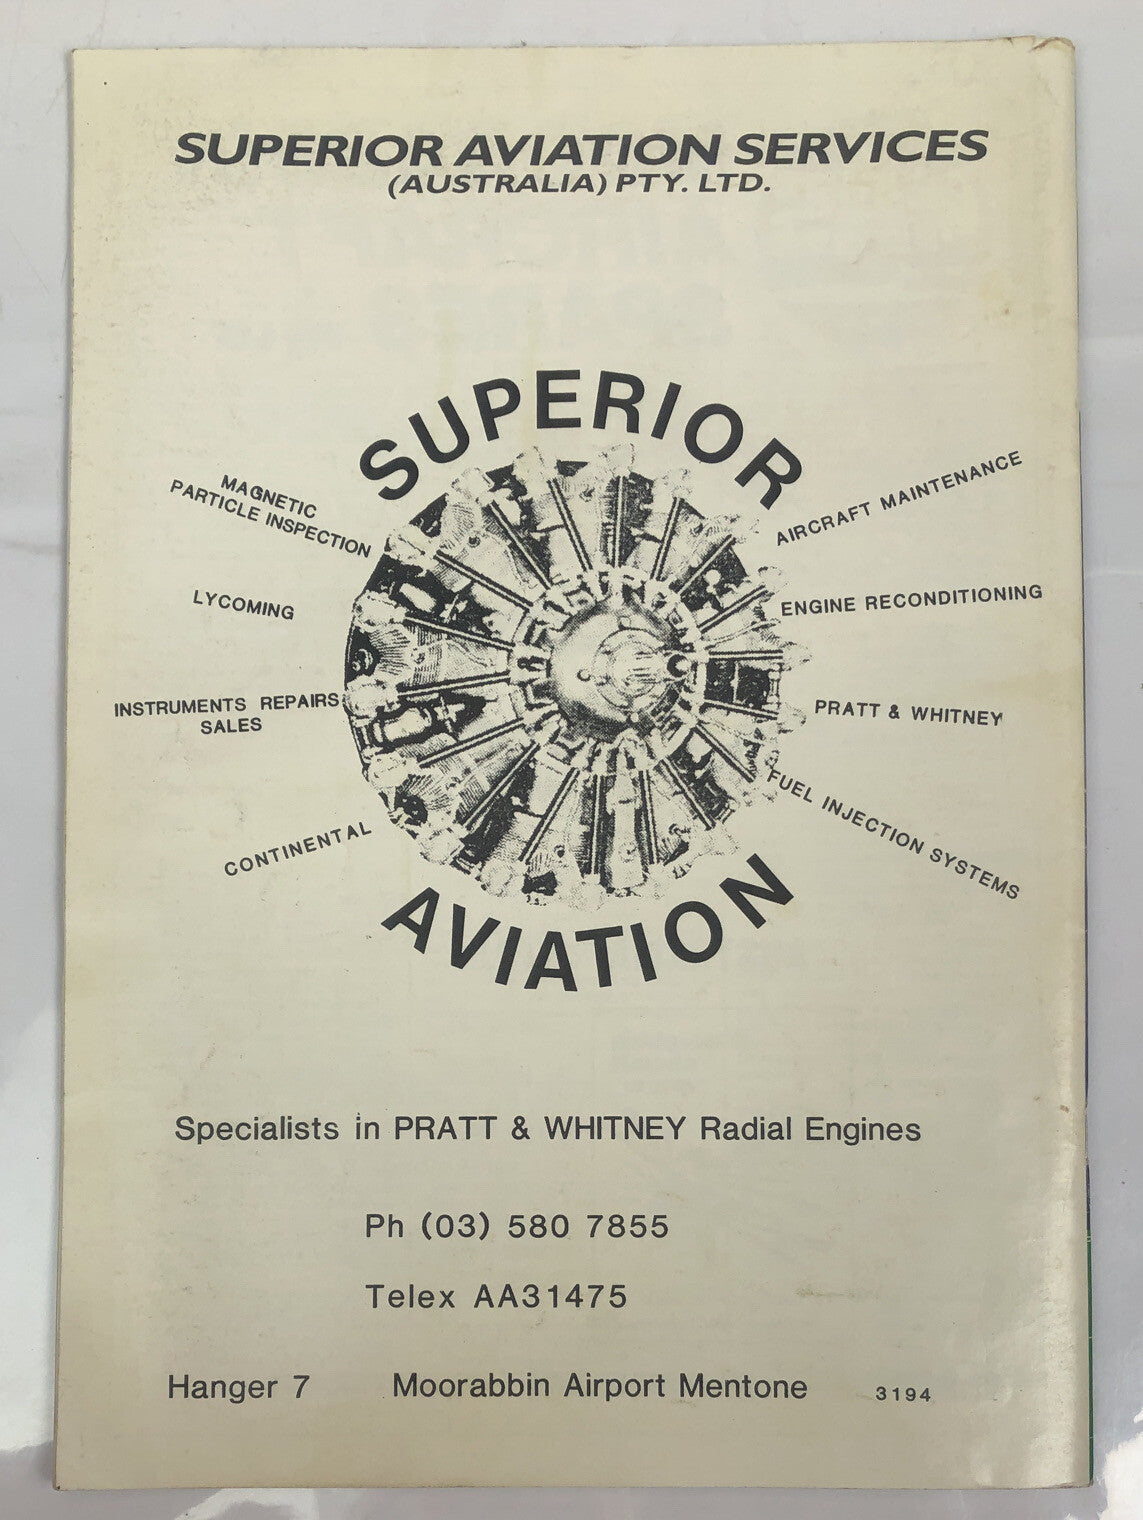 SUPERIOR AVIATION SERVICES
(AUSTRALIA) PTY. LTD.
SUPERIOR
MAGNETIC
PARTICLE INSPECTION
LYCOMING
INSTRUMENTS REPAIRS
SALES
CONTINENTAL
AIRCRAFT MAINTENANCE
ENGINE RECONDITIONING
PRATT & WHITNEY
FUEL INJECTION SYSTEMS
AVIATION
Specialists in PRATT & WHITNEY Radial Engines
Ph (03) 580 7855
Telex AA31475
Hanger 7 Moorabbin Airport Mentone 3194